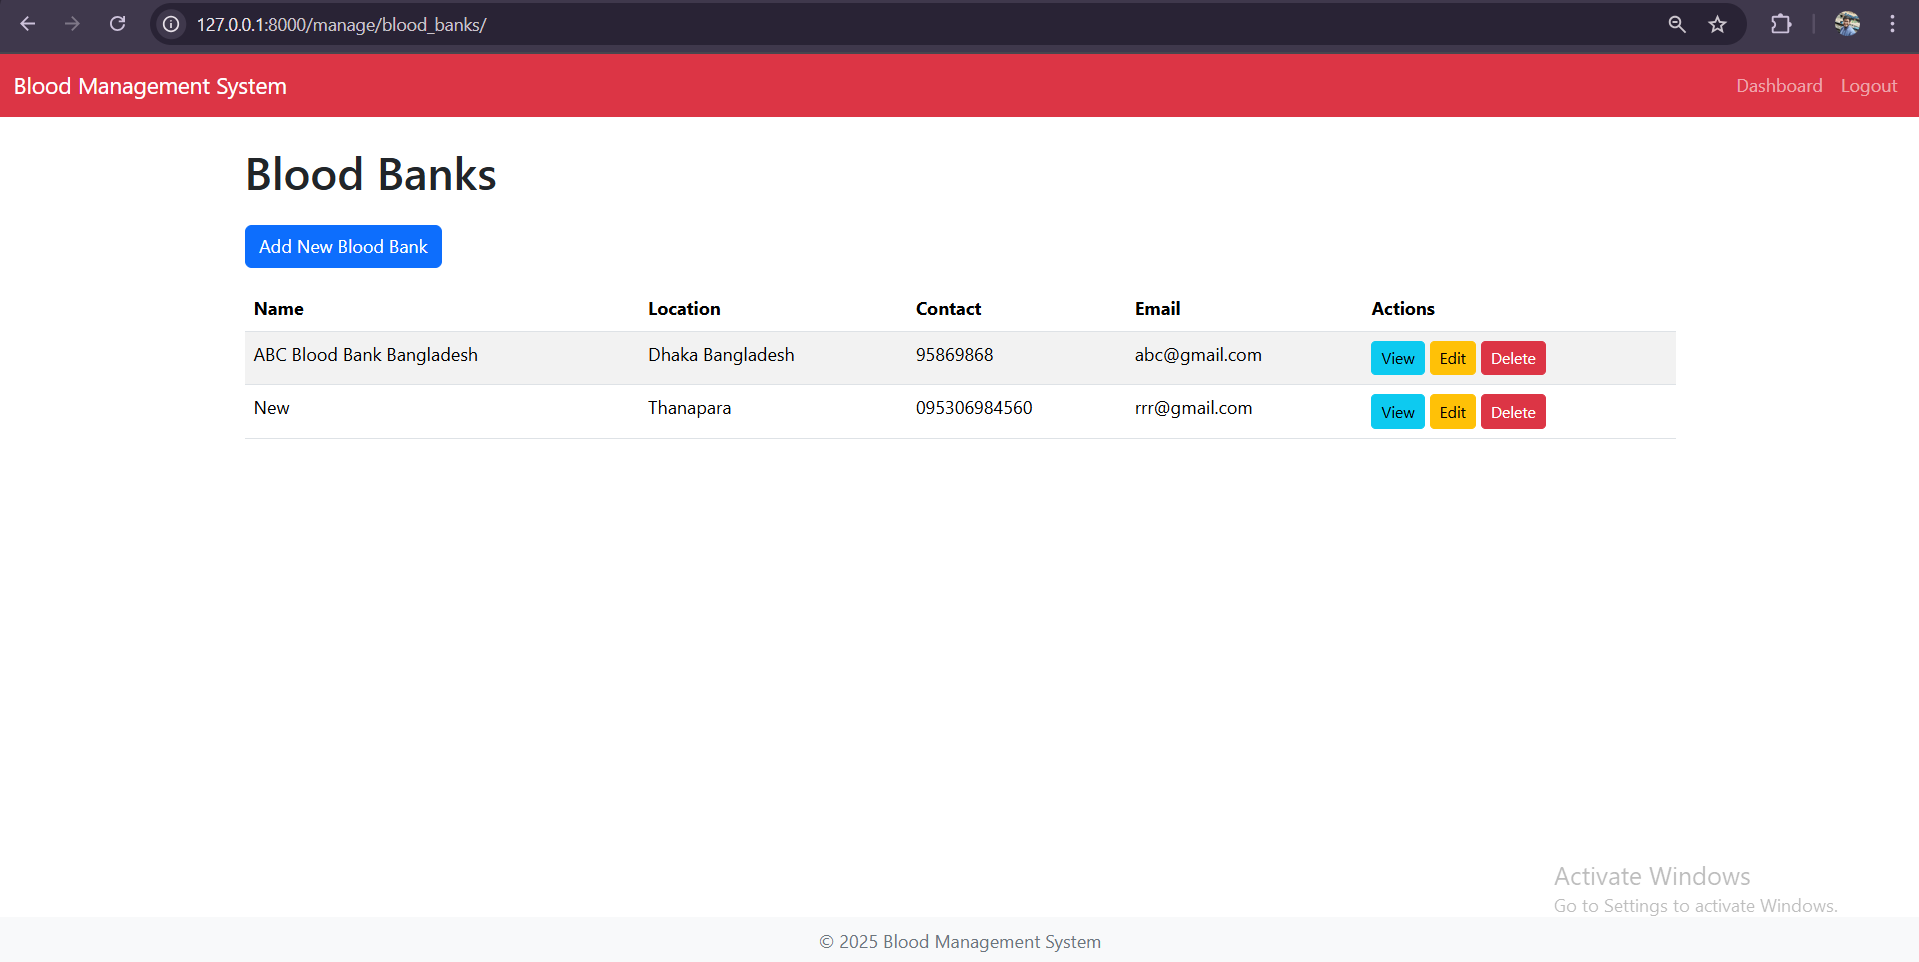 127.0.0.1:8000/manage/blood_banks/
Blood Management System Dashboard Logout
Blood Banks
Add New Blood Bank
Name Location Contact Email Actions
ABC Blood Bank Bangladesh Dhaka Bangladesh 95869868 abc@gmail.com View Edit Delete
New Thanapara 095306984560 rrr@gmail.com View Edit Delete
Activate Windows
Go to Settings to activate Windows.
© 2025 Blood Management System